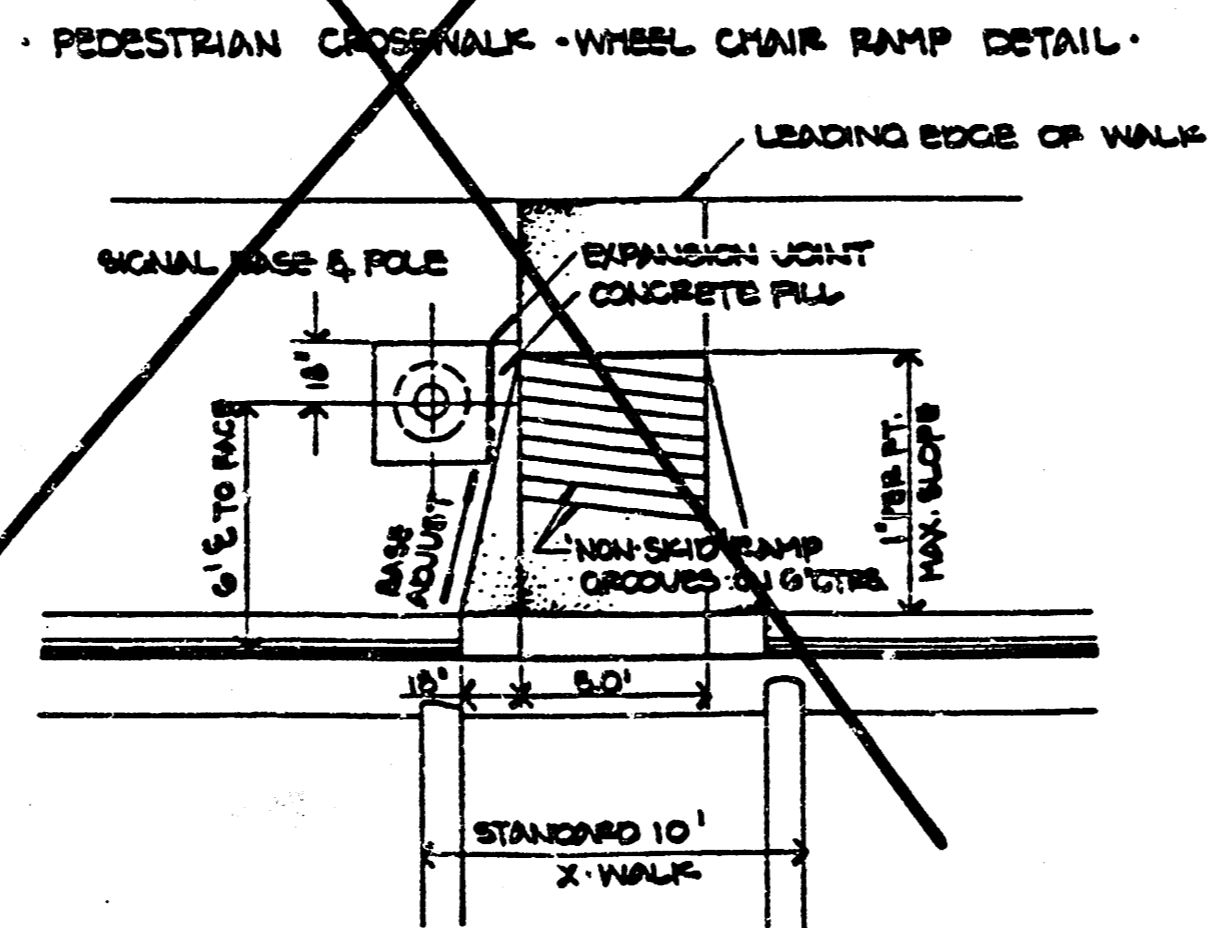 · PEDESTRIAN CROSSWALK · WHEEL CHAIR RAMP DETAIL ·
LEADING EDGE OF WALK
SIGNAL BASE & POLE
EXPANSION JOINT
CONCRETE FILL
18"
6' ℄ TO FACE
BASE
ADJUST
1" PER FT.
MAX. SLOPE
NON-SKID RAMP
GROOVES ON 6" CTRS
18"
5.0'
STANDARD 10'
X-WALK